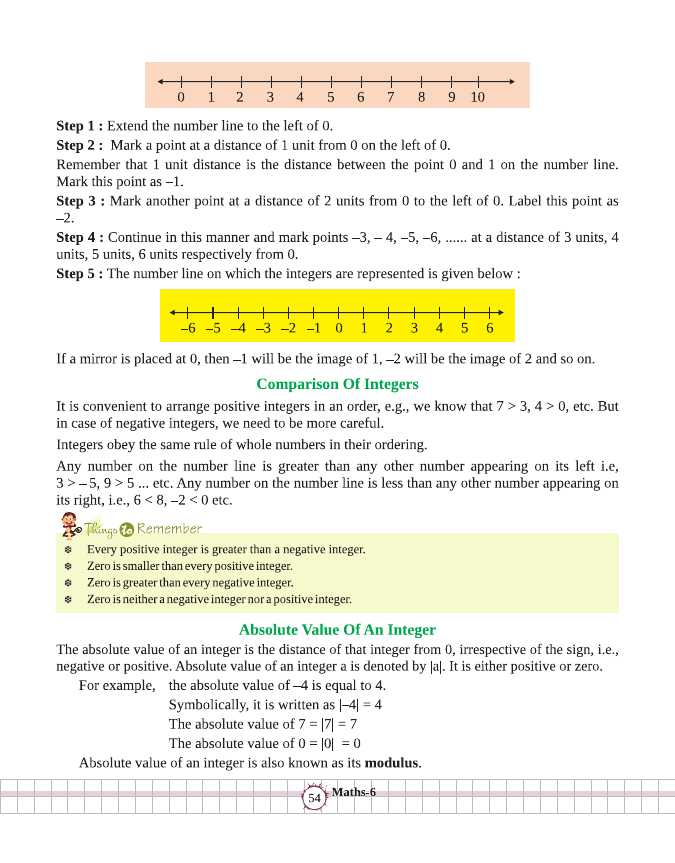 0 1 2 3 4 5 6 7 8 9 10
Step 1 : Extend the number line to the left of 0.
Step 2 : Mark a point at a distance of 1 unit from 0 on the left of 0.
Remember that 1 unit distance is the distance between the point 0 and 1 on the number line.
Mark this point as –1.
Step 3 : Mark another point at a distance of 2 units from 0 to the left of 0. Label this point as
–2.
Step 4 : Continue in this manner and mark points –3, – 4, –5, –6, ...... at a distance of 3 units, 4
units, 5 units, 6 units respectively from 0.
Step 5 : The number line on which the integers are represented is given below :
–6 –5 –4 –3 –2 –1 0 1 2 3 4 5 6
If a mirror is placed at 0, then –1 will be the image of 1, –2 will be the image of 2 and so on.
Comparison Of Integers
It is convenient to arrange positive integers in an order, e.g., we know that 7 > 3, 4 > 0, etc. But
in case of negative integers, we need to be more careful.
Integers obey the same rule of whole numbers in their ordering.
Any number on the number line is greater than any other number appearing on its left i.e,
3 > – 5, 9 > 5 ... etc. Any number on the number line is less than any other number appearing on
its right, i.e., 6 < 8, –2 < 0 etc.
Things to Remember
❄ Every positive integer is greater than a negative integer.
❄ Zero is smaller than every positive integer.
❄ Zero is greater than every negative integer.
❄ Zero is neither a negative integer nor a positive integer.
Absolute Value Of An Integer
The absolute value of an integer is the distance of that integer from 0, irrespective of the sign, i.e.,
negative or positive. Absolute value of an integer a is denoted by |a|. It is either positive or zero.
For example, the absolute value of –4 is equal to 4.
Symbolically, it is written as |–4| = 4
The absolute value of 7 = |7| = 7
The absolute value of 0 = |0| = 0
Absolute value of an integer is also known as its modulus.
54 Maths-6